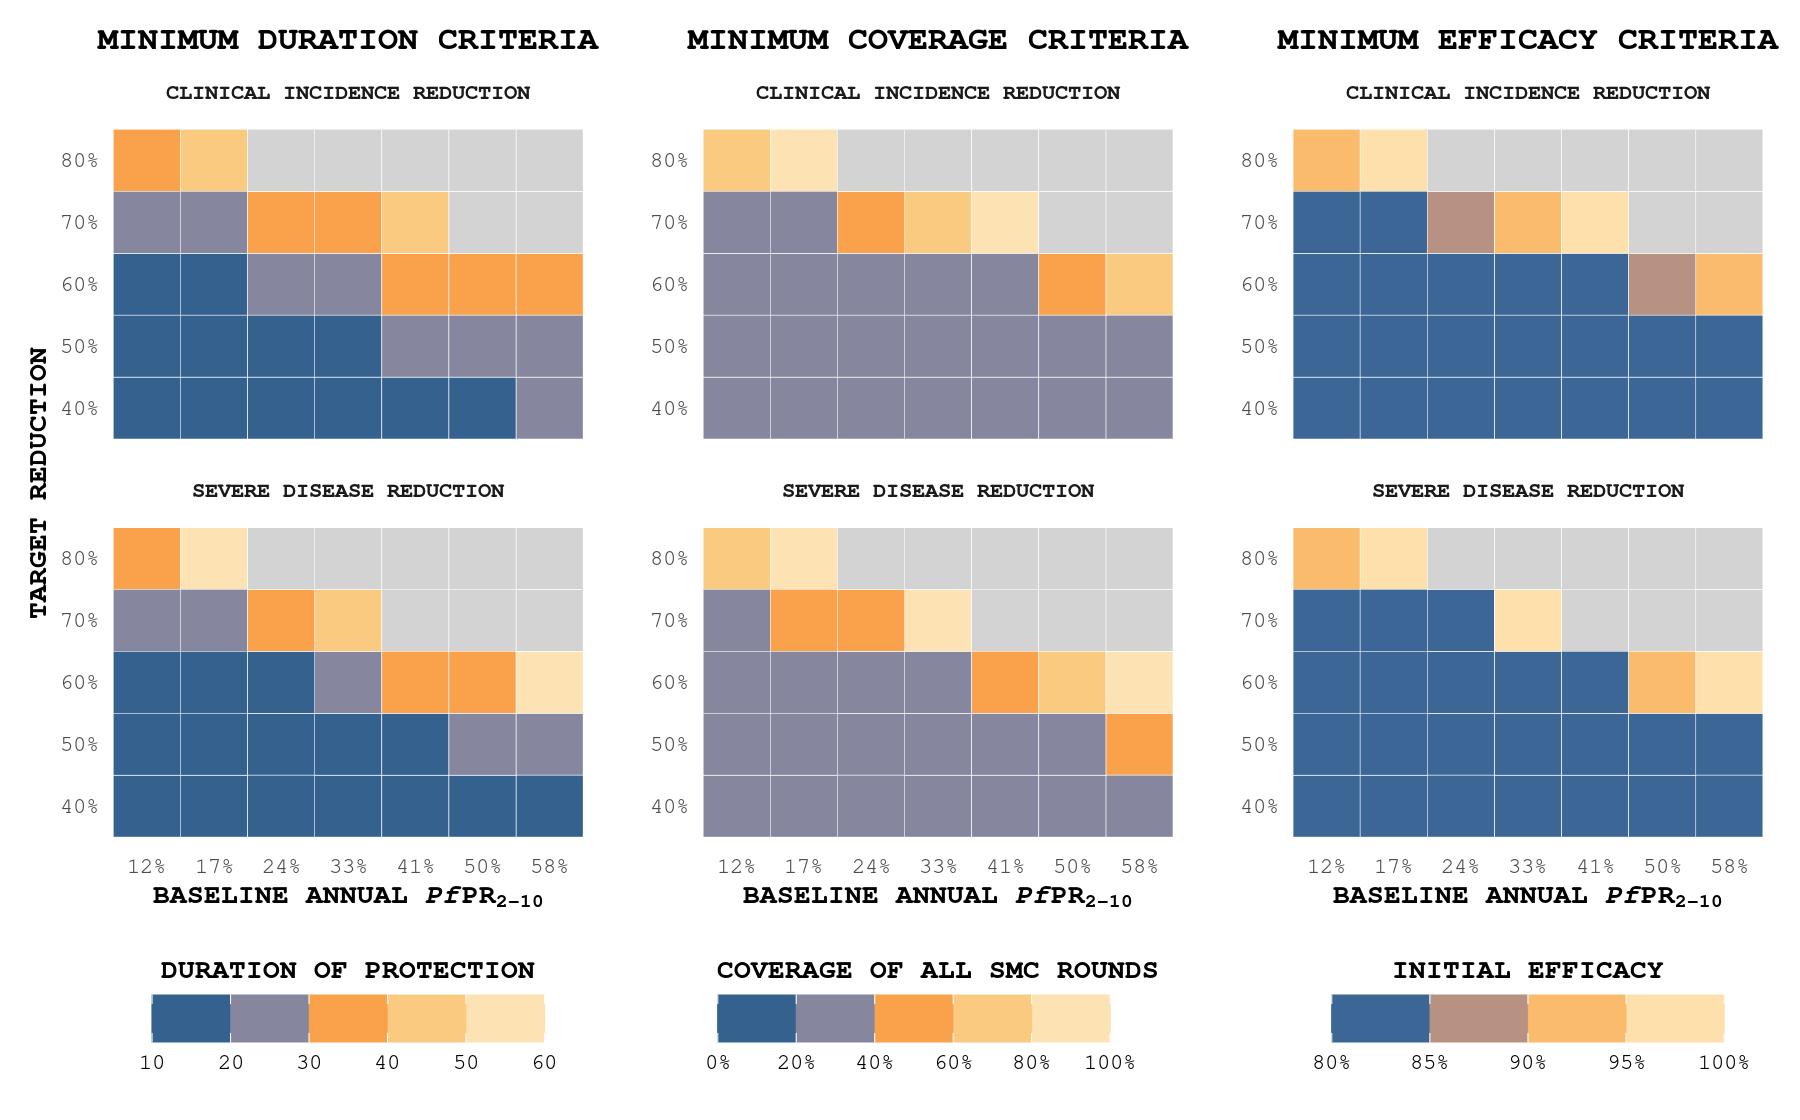 MINIMUM DURATION CRITERIA
MINIMUM COVERAGE CRITERIA
MINIMUM EFFICACY CRITERIA
CLINICAL INCIDENCE REDUCTION
CLINICAL INCIDENCE REDUCTION
CLINICAL INCIDENCE REDUCTION
80%
70%
60%
50%
40%
80%
70%
60%
50%
40%
80%
70%
60%
50%
40%
TARGET REDUCTION
SEVERE DISEASE REDUCTION
SEVERE DISEASE REDUCTION
SEVERE DISEASE REDUCTION
80%
70%
60%
50%
40%
80%
70%
60%
50%
40%
80%
70%
60%
50%
40%
12% 17% 24% 33% 41% 50% 58%
12% 17% 24% 33% 41% 50% 58%
12% 17% 24% 33% 41% 50% 58%
BASELINE ANNUAL PfPR2-10
BASELINE ANNUAL PfPR2-10
BASELINE ANNUAL PfPR2-10
DURATION OF PROTECTION
10 20 30 40 50 60
COVERAGE OF ALL SMC ROUNDS
0% 20% 40% 60% 80% 100%
INITIAL EFFICACY
80% 85% 90% 95% 100%